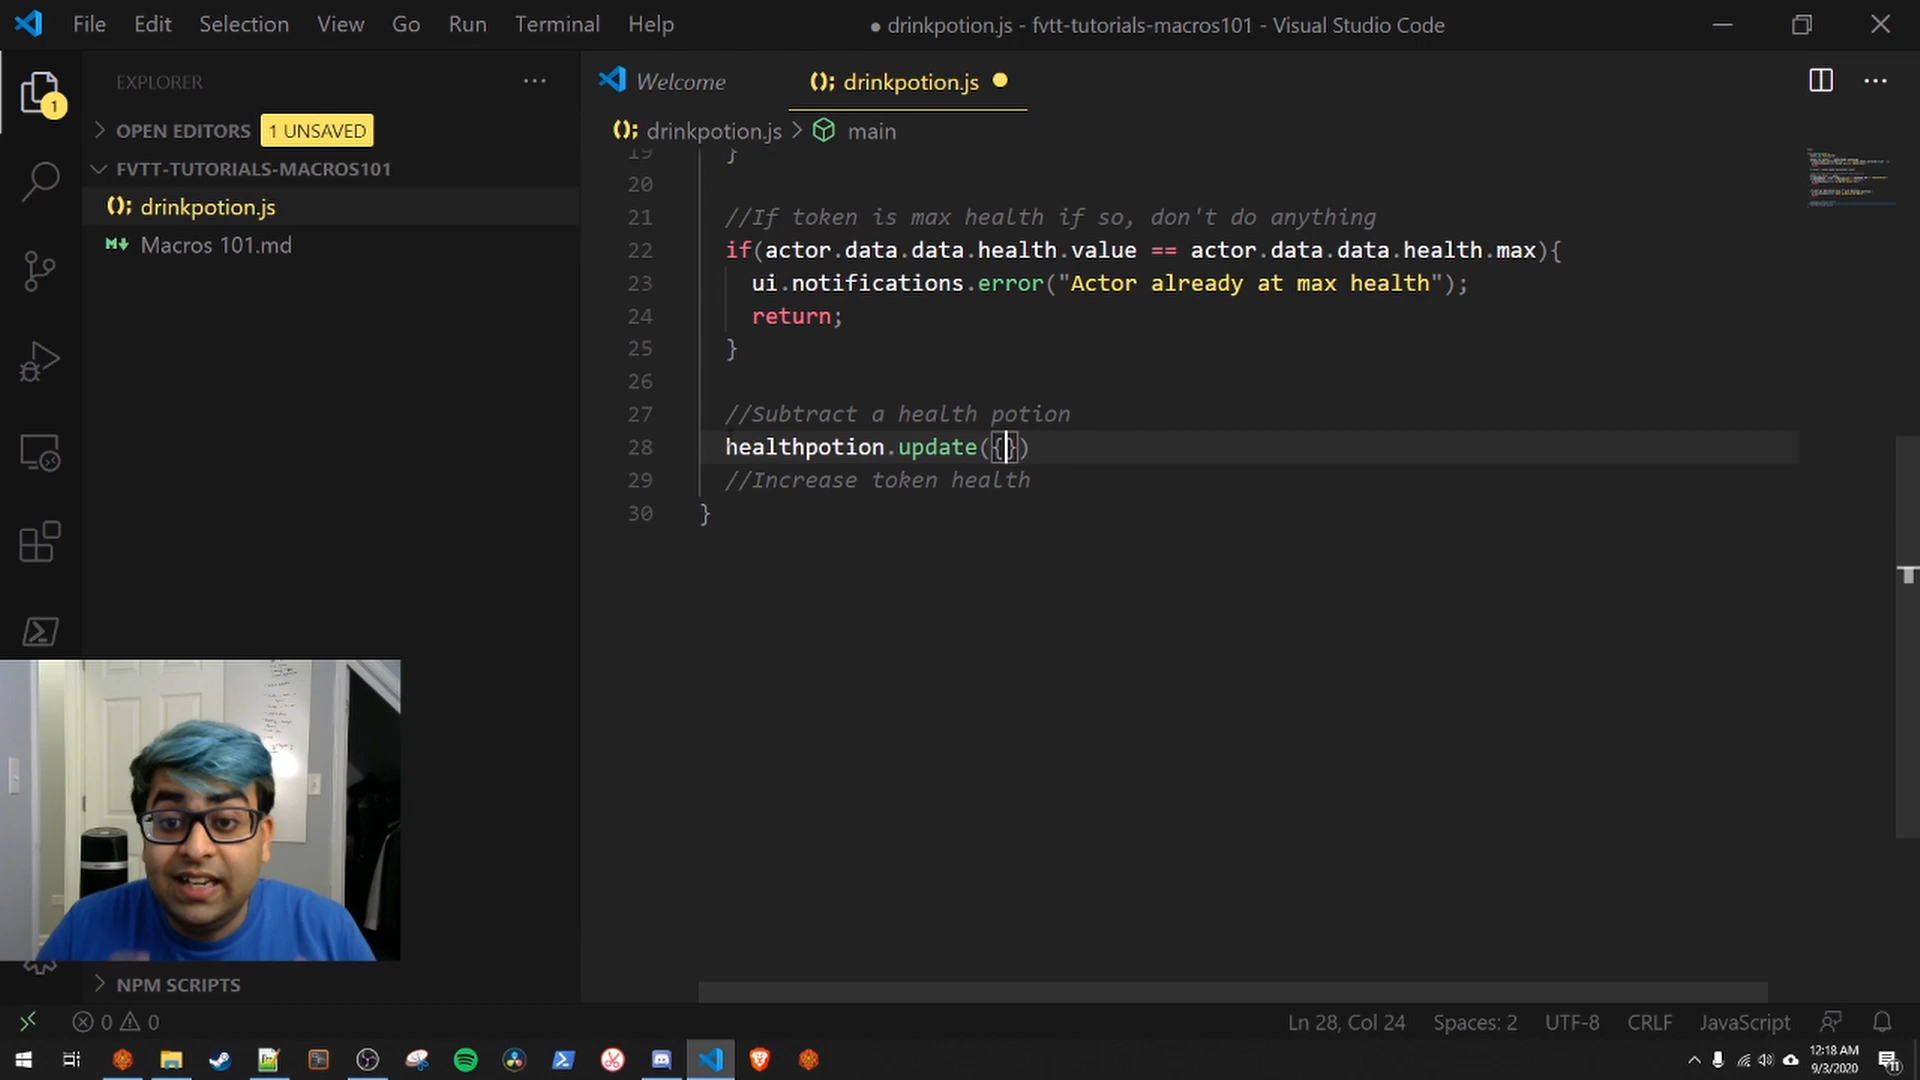 File Edit Selection View Go Run Terminal Help
● drinkpotion.js - fvtt-tutorials-macros101 - Visual Studio Code
EXPLORER
1
OPEN EDITORS 1 UNSAVED
FVTT-TUTORIALS-MACROS101
drinkpotion.js
Macros 101.md
NPM SCRIPTS
Welcome
drinkpotion.js
drinkpotion.js > main
19 }
20
21 //If token is max health if so, don't do anything
22 if(actor.data.data.health.value == actor.data.data.health.max){
23 ui.notifications.error("Actor already at max health");
24 return;
25 }
26
27 //Subtract a health potion
28 healthpotion.update({})
29 //Increase token health
30 }
0 0
Ln 28, Col 24 Spaces: 2 UTF-8 CRLF JavaScript
12:18 AM
9/3/2020
11